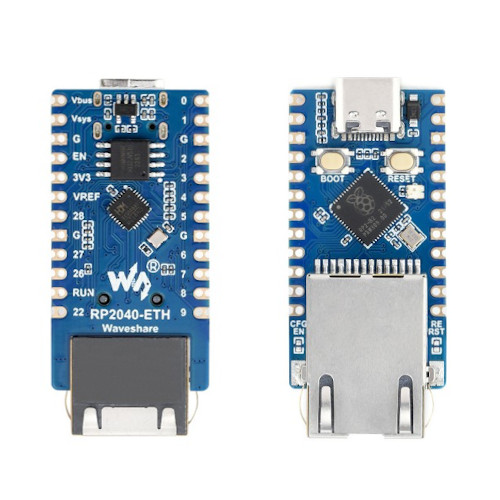 Vbus 0
Vsys 1
G G
EN 2
3V3 3
VREF 4
28 5
G G
27 6
26 7
RUN 8
22 9
®
RP2040-ETH
Waveshare
BOOT RESET
CFG EN
RE RST